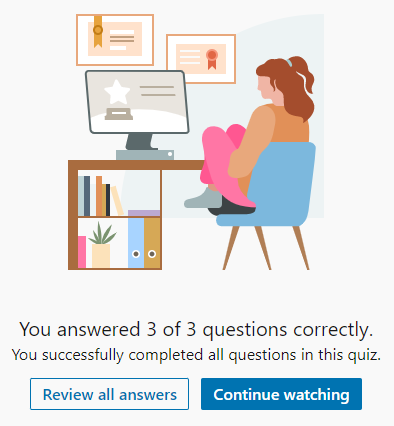 You answered 3 of 3 questions correctly.
You successfully completed all questions in this quiz.
Review all answers
Continue watching